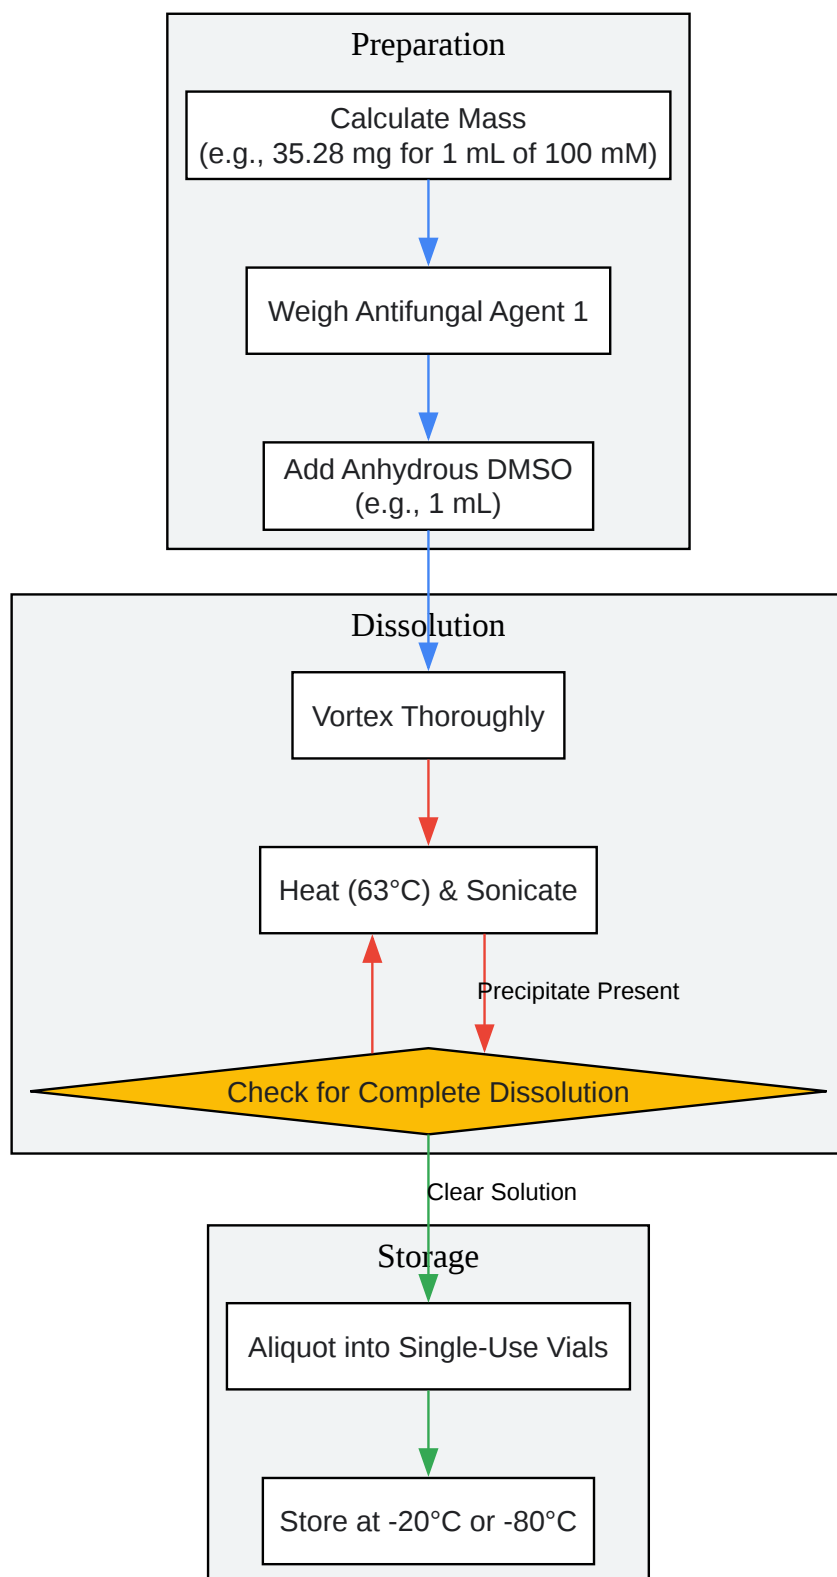 Preparation
Calculate Mass
(e.g., 35.28 mg for 1 mL of 100 mM)
Weigh Antifungal Agent 1
Add Anhydrous DMSO
(e.g., 1 mL)
Dissolution
Vortex Thoroughly
Heat (63°C) & Sonicate
Precipitate Present
Check for Complete Dissolution
Clear Solution
Storage
Aliquot into Single-Use Vials
Store at -20°C or -80°C